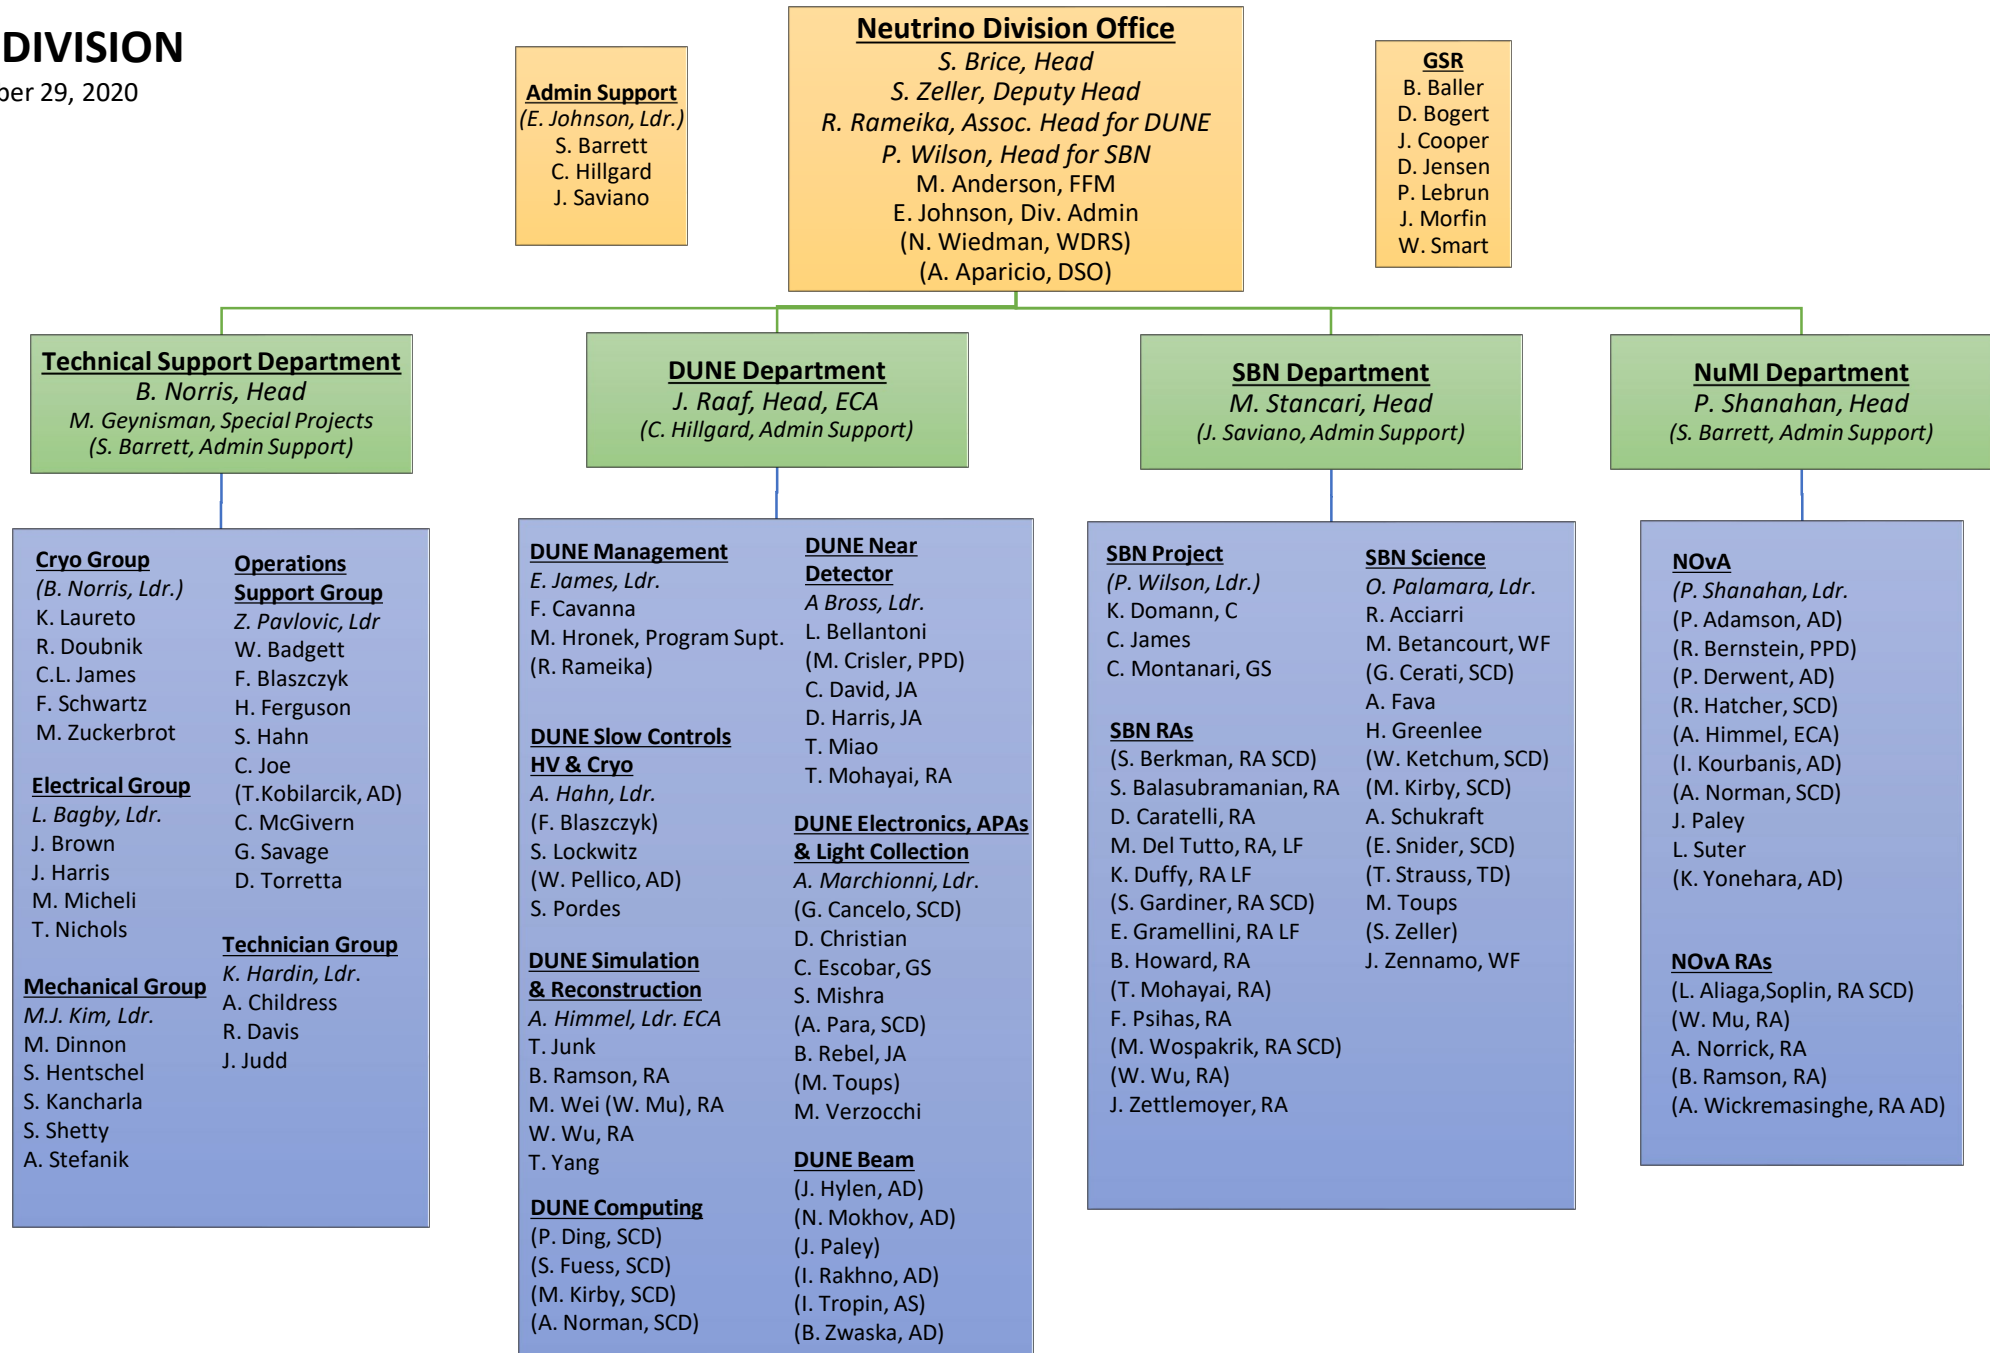 DIVISION
ber 29, 2020
Admin Support
(E. Johnson, Ldr.)
S. Barrett
C. Hillgard
J. Saviano
Neutrino Division Office
S. Brice, Head
S. Zeller, Deputy Head
R. Rameika, Assoc. Head for DUNE
P. Wilson, Head for SBN
M. Anderson, FFM
E. Johnson, Div. Admin
(N. Wiedman, WDRS)
(A. Aparicio, DSO)
GSR
B. Baller
D. Bogert
J. Cooper
D. Jensen
P. Lebrun
J. Morfin
W. Smart
Technical Support Department
B. Norris, Head
M. Geynisman, Special Projects
(S. Barrett, Admin Support)
DUNE Department
J. Raaf, Head, ECA
(C. Hillgard, Admin Support)
SBN Department
M. Stancari, Head
(J. Saviano, Admin Support)
NuMI Department
P. Shanahan, Head
(S. Barrett, Admin Support)
Cryo Group
(B. Norris, Ldr.)
K. Laureto
R. Doubnik
C.L. James
F. Schwartz
M. Zuckerbrot
Electrical Group
L. Bagby, Ldr.
J. Brown
J. Harris
M. Micheli
T. Nichols
Mechanical Group
M.J. Kim, Ldr.
M. Dinnon
S. Hentschel
S. Kancharla
S. Shetty
A. Stefanik
Operations
Support Group
Z. Pavlovic, Ldr
W. Badgett
F. Blaszczyk
H. Ferguson
S. Hahn
C. Joe
(T.Kobilarcik, AD)
C. McGivern
G. Savage
D. Torretta
Technician Group
K. Hardin, Ldr.
A. Childress
R. Davis
J. Judd
DUNE Management
E. James, Ldr.
F. Cavanna
M. Hronek, Program Supt.
(R. Rameika)
DUNE Slow Controls
HV & Cryo
A. Hahn, Ldr.
(F. Blaszczyk)
S. Lockwitz
(W. Pellico, AD)
S. Pordes
DUNE Simulation
& Reconstruction
A. Himmel, Ldr. ECA
T. Junk
B. Ramson, RA
M. Wei (W. Mu), RA
W. Wu, RA
T. Yang
DUNE Computing
(P. Ding, SCD)
(S. Fuess, SCD)
(M. Kirby, SCD)
(A. Norman, SCD)
DUNE Near
Detector
A Bross, Ldr.
L. Bellantoni
(M. Crisler, PPD)
C. David, JA
D. Harris, JA
T. Miao
T. Mohayai, RA
DUNE Electronics, APAs
& Light Collection
A. Marchionni, Ldr.
(G. Cancelo, SCD)
D. Christian
C. Escobar, GS
S. Mishra
(A. Para, SCD)
B. Rebel, JA
(M. Toups)
M. Verzocchi
DUNE Beam
(J. Hylen, AD)
(N. Mokhov, AD)
(J. Paley)
(I. Rakhno, AD)
(I. Tropin, AS)
(B. Zwaska, AD)
SBN Project
(P. Wilson, Ldr.)
K. Domann, C
C. James
C. Montanari, GS
SBN RAs
(S. Berkman, RA SCD)
S. Balasubramanian, RA
D. Caratelli, RA
M. Del Tutto, RA, LF
K. Duffy, RA LF
(S. Gardiner, RA SCD)
E. Gramellini, RA LF
B. Howard, RA
(T. Mohayai, RA)
F. Psihas, RA
(M. Wospakrik, RA SCD)
(W. Wu, RA)
J. Zettlemoyer, RA
SBN Science
O. Palamara, Ldr.
R. Acciarri
M. Betancourt, WF
(G. Cerati, SCD)
A. Fava
H. Greenlee
(W. Ketchum, SCD)
(M. Kirby, SCD)
A. Schukraft
(E. Snider, SCD)
(T. Strauss, TD)
M. Toups
(S. Zeller)
J. Zennamo, WF
NOvA
(P. Shanahan, Ldr.
(P. Adamson, AD)
(R. Bernstein, PPD)
(P. Derwent, AD)
(R. Hatcher, SCD)
(A. Himmel, ECA)
(I. Kourbanis, AD)
(A. Norman, SCD)
J. Paley
L. Suter
(K. Yonehara, AD)
NOvA RAs
(L. Aliaga,Soplin, RA SCD)
(W. Mu, RA)
A. Norrick, RA
(B. Ramson, RA)
(A. Wickremasinghe, RA AD)